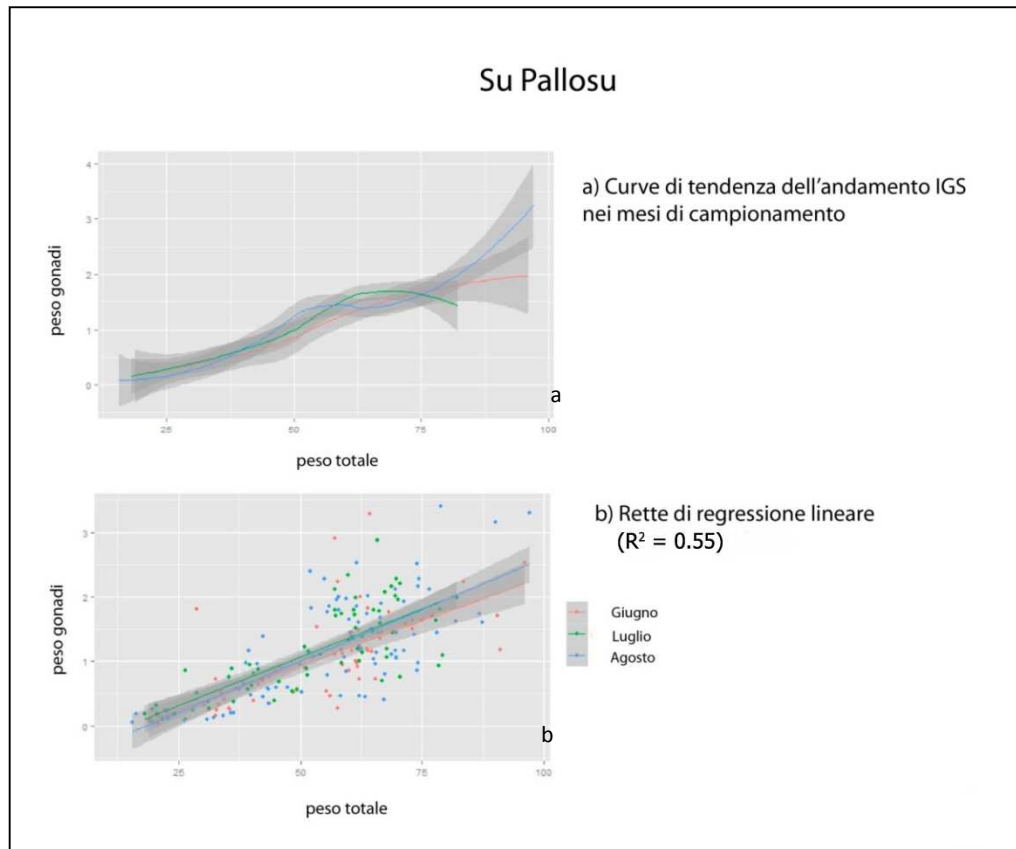 Su Pallosu
4
3
2
1
0
peso gonadi
25
50
75
100
peso totale
a
a) Curve di tendenza dell'andamento IGS
nei mesi di campionamento
3
2
1
0
peso gonadi
25
50
75
100
peso totale
b
b) Rette di regressione lineare
(R² = 0.55)
Giugno
Luglio
Agosto